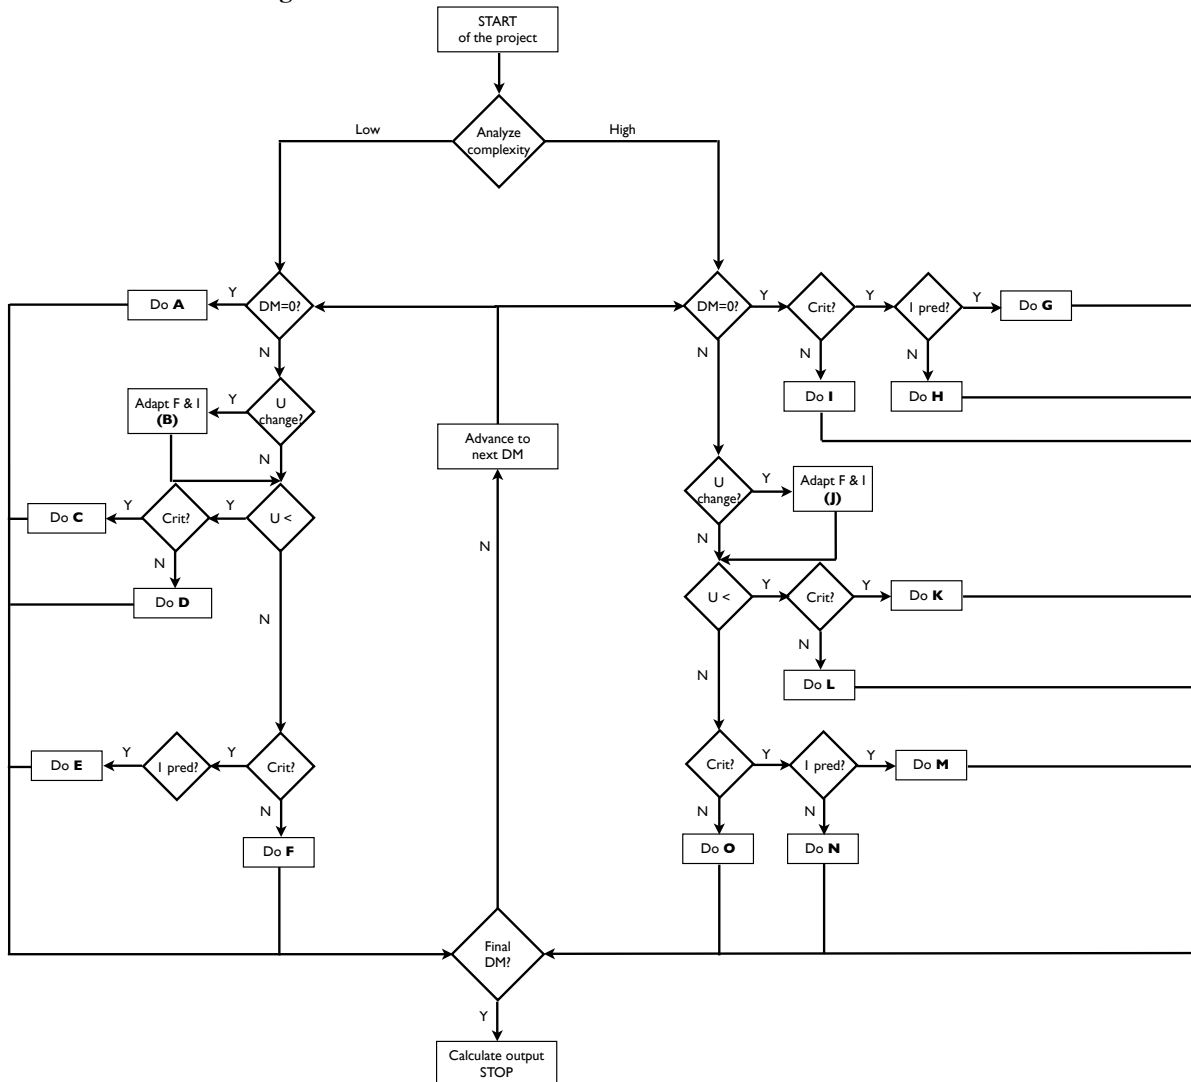 START
of the project
Analyze
complexity
Low
High
Do A
Y
DM=0?
N
DM=0?
Y
Crit?
Y
I pred?
Y
Do G
N
N
N
Do I
Do H
Adapt F & I
(B)
Y
U
change?
N
Advance to
next DM
U
change?
Y
Adapt F & I
(J)
N
Do C
Y
Crit?
Y
U <
N
Do D
N
N
U <
Y
Crit?
Y
Do K
N
Do L
N
Do E
Y
I pred?
Y
Crit?
N
Do F
Crit?
Y
I pred?
Y
Do M
N
N
Do O
Do N
Final
DM?
Y
Calculate output
STOP